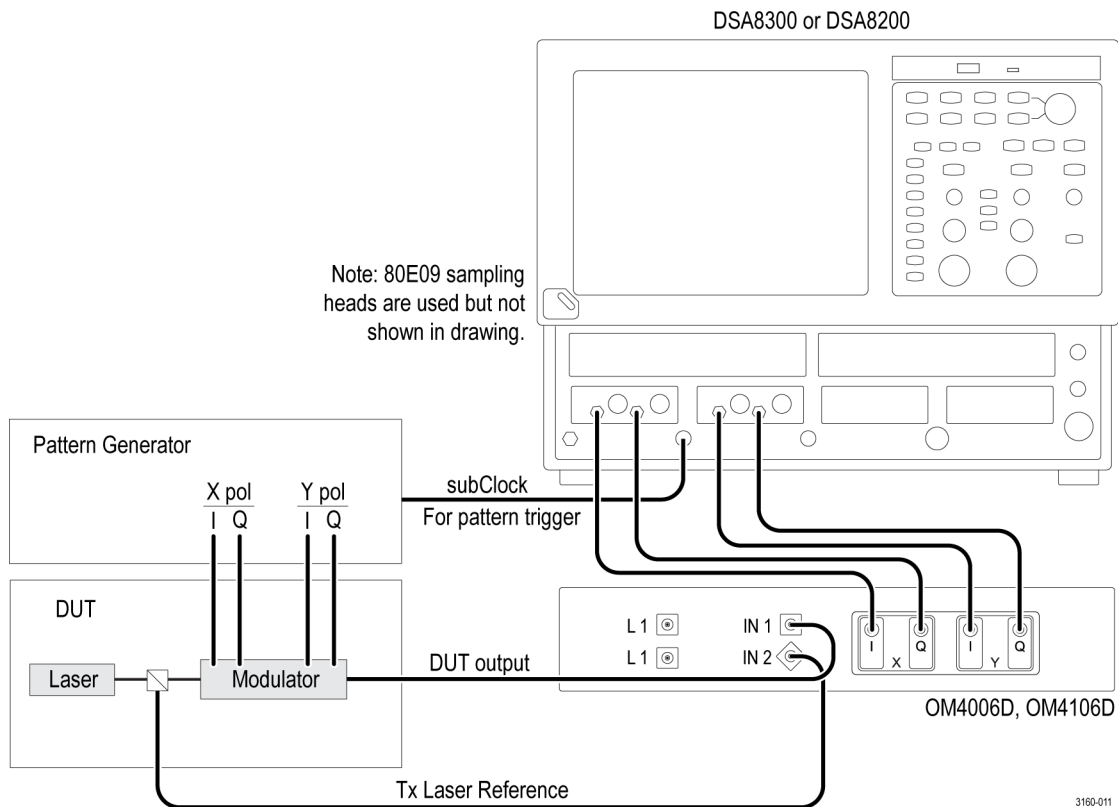 DSA8300 or DSA8200
Note: 80E09 sampling
heads are used but not
shown in drawing.
Pattern Generator
X pol
I Q
Y pol
I Q
subClock
For pattern trigger
DUT
Laser
Modulator
DUT output
Tx Laser Reference
L 1
L 1
IN 1
IN 2
I Q
X
I Q
Y
OM4006D, OM4106D
3160-011